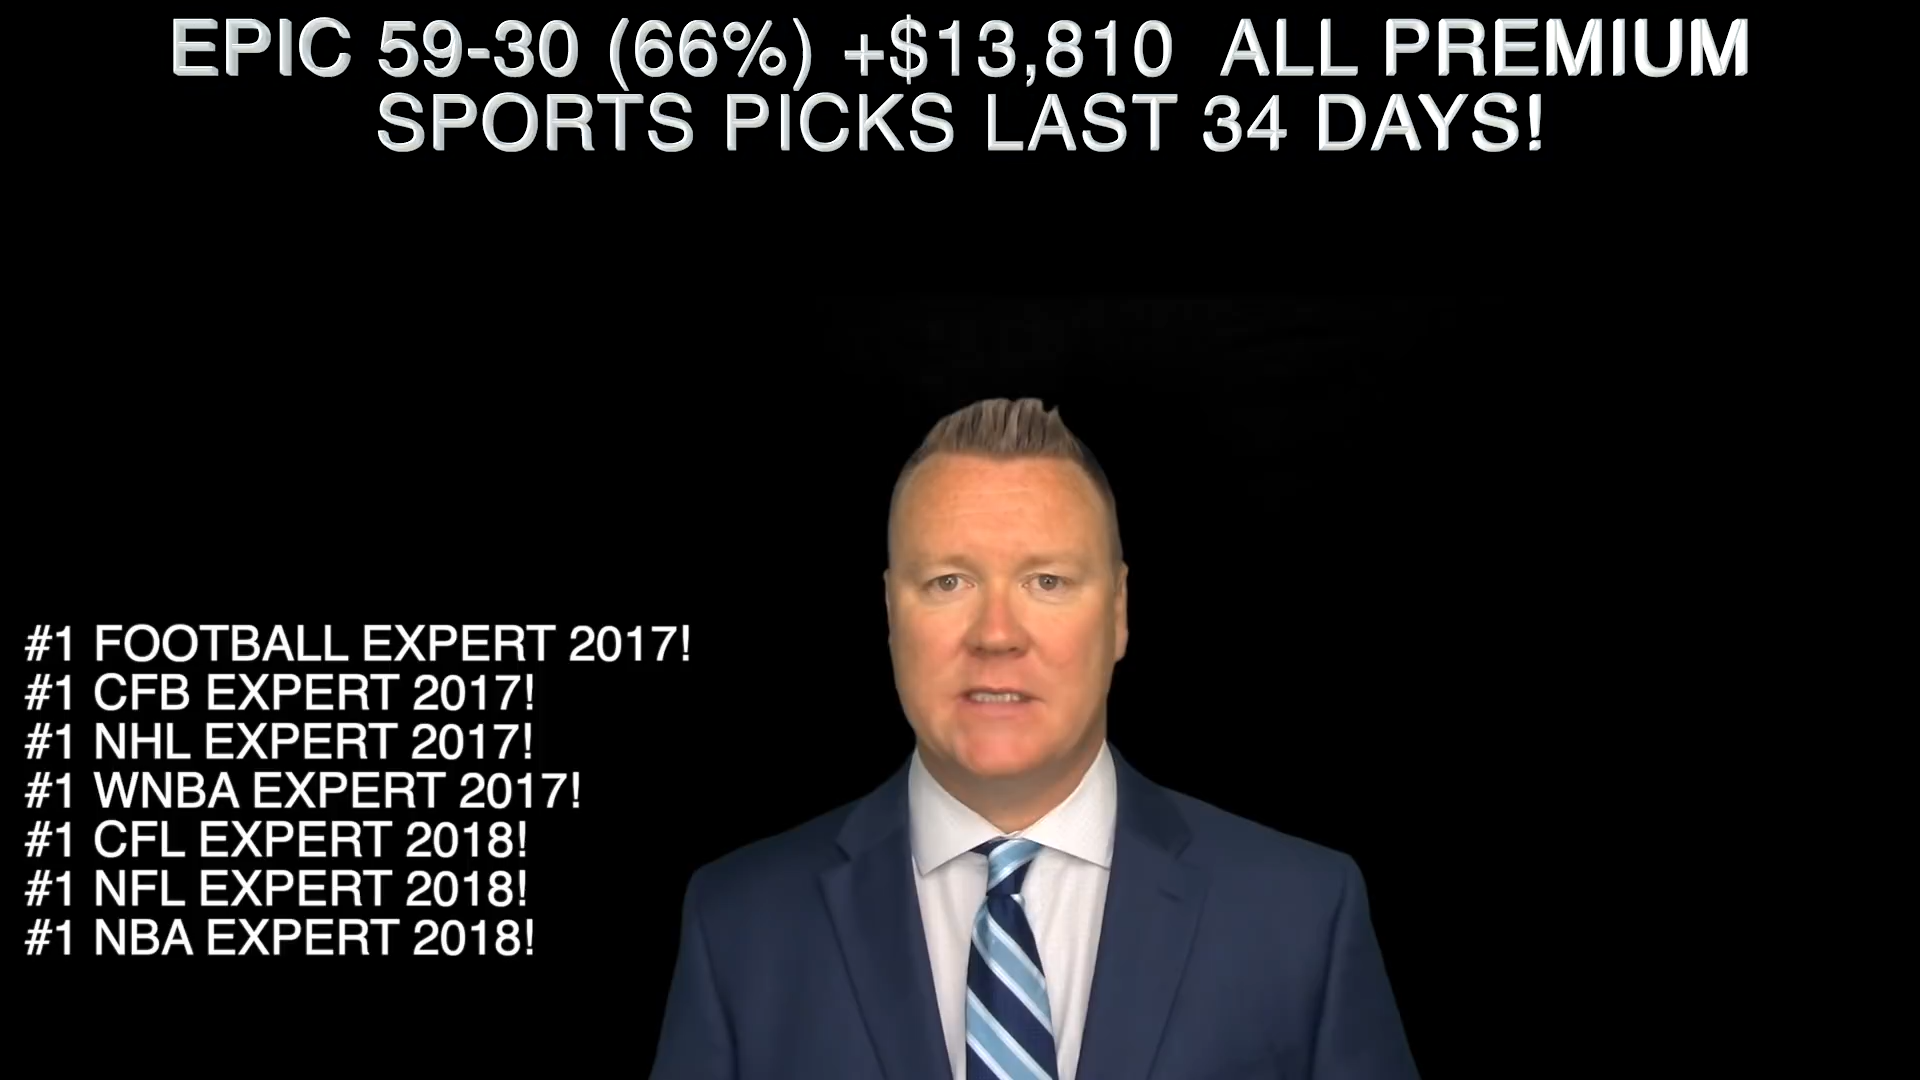 EPIC 59-30 (66%) +$13,810 ALL PREMIUM
SPORTS PICKS LAST 34 DAYS!
#1 FOOTBALL EXPERT 2017!
#1 CFB EXPERT 2017!
#1 NHL EXPERT 2017!
#1 WNBA EXPERT 2017!
#1 CFL EXPERT 2018!
#1 NFL EXPERT 2018!
#1 NBA EXPERT 2018!